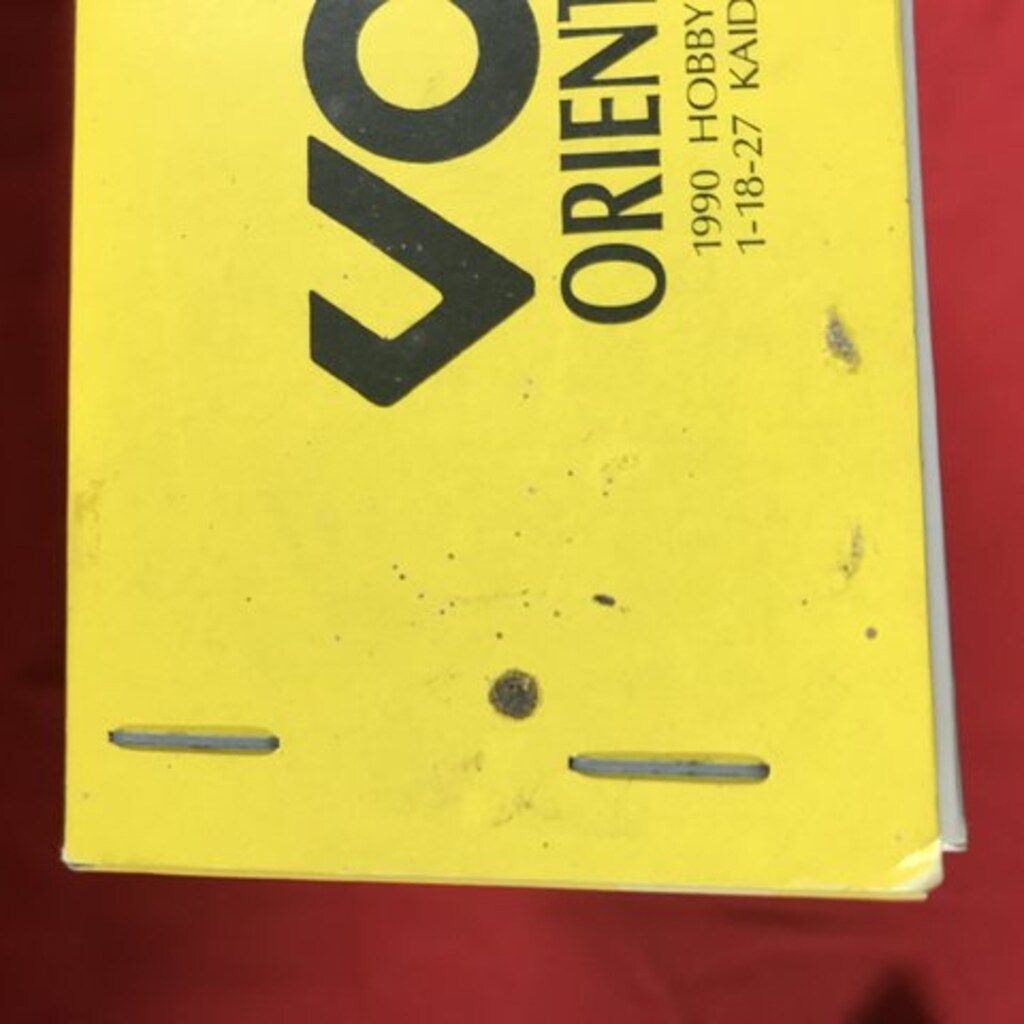 VO
ORIENT
1990 HOBBY
1-18-27 KAID